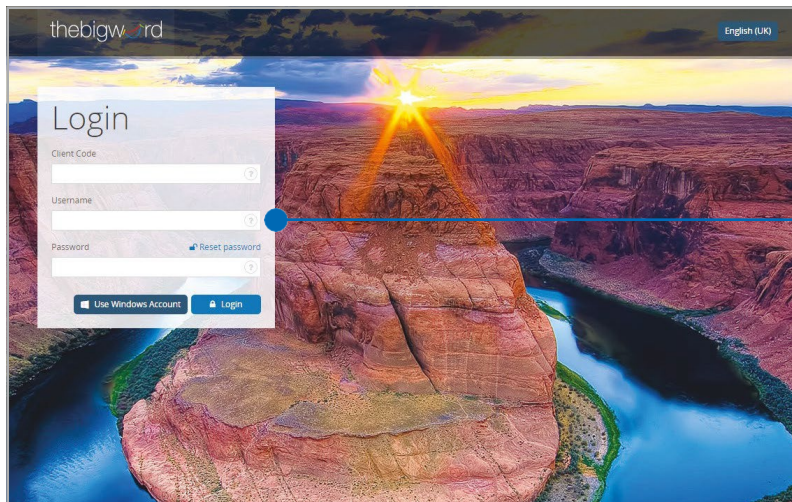 thebigword
English (UK)
Login
Client Code
?
Username
?
Password Reset password
?
Use Windows Account Login